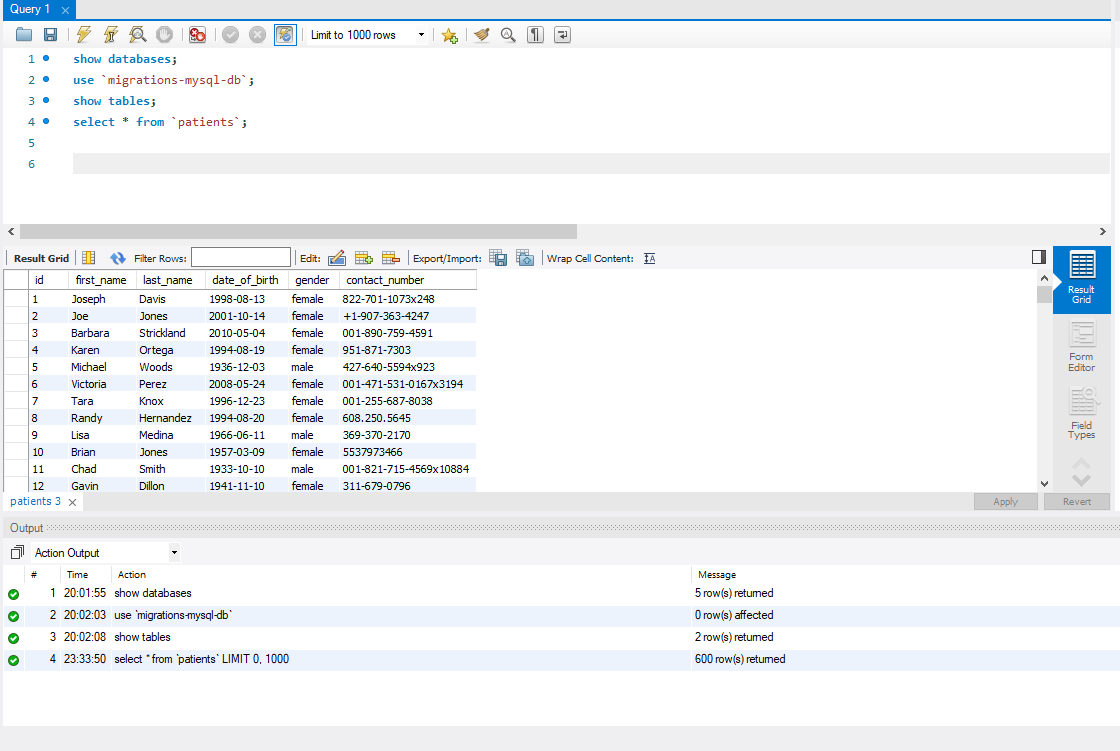 Query 1
Limit to 1000 rows
1 show databases;
2 use `migrations-mysql-db`;
3 show tables;
4 select * from `patients`;
5
6
Result Grid Filter Rows: Edit: Export/Import: Wrap Cell Content:
id first_name last_name date_of_birth gender contact_number
1 Joseph Davis 1998-08-13 female 822-701-1073x248
2 Joe Jones 2001-10-14 female +1-907-363-4247
3 Barbara Strickland 2010-05-04 female 001-890-759-4591
4 Karen Ortega 1994-08-19 female 951-871-7303
5 Michael Woods 1936-12-03 male 427-640-5594x923
6 Victoria Perez 2008-05-24 female 001-471-531-0167x3194
7 Tara Knox 1996-12-23 female 001-255-687-8038
8 Randy Hernandez 1994-08-20 female 608.250.5645
9 Lisa Medina 1966-06-11 male 369-370-2170
10 Brian Jones 1957-03-09 female 5537973466
11 Chad Smith 1933-10-10 male 001-821-715-4569x10884
12 Gavin Dillon 1941-11-10 female 311-679-0796
Result
Grid
Form
Editor
Field
Types
patients 3
Apply Revert
Output
Action Output
# Time Action Message
1 20:01:55 show databases 5 row(s) returned
2 20:02:03 use `migrations-mysql-db` 0 row(s) affected
3 20:02:08 show tables 2 row(s) returned
4 23:33:50 select * from `patients` LIMIT 0, 1000 600 row(s) returned